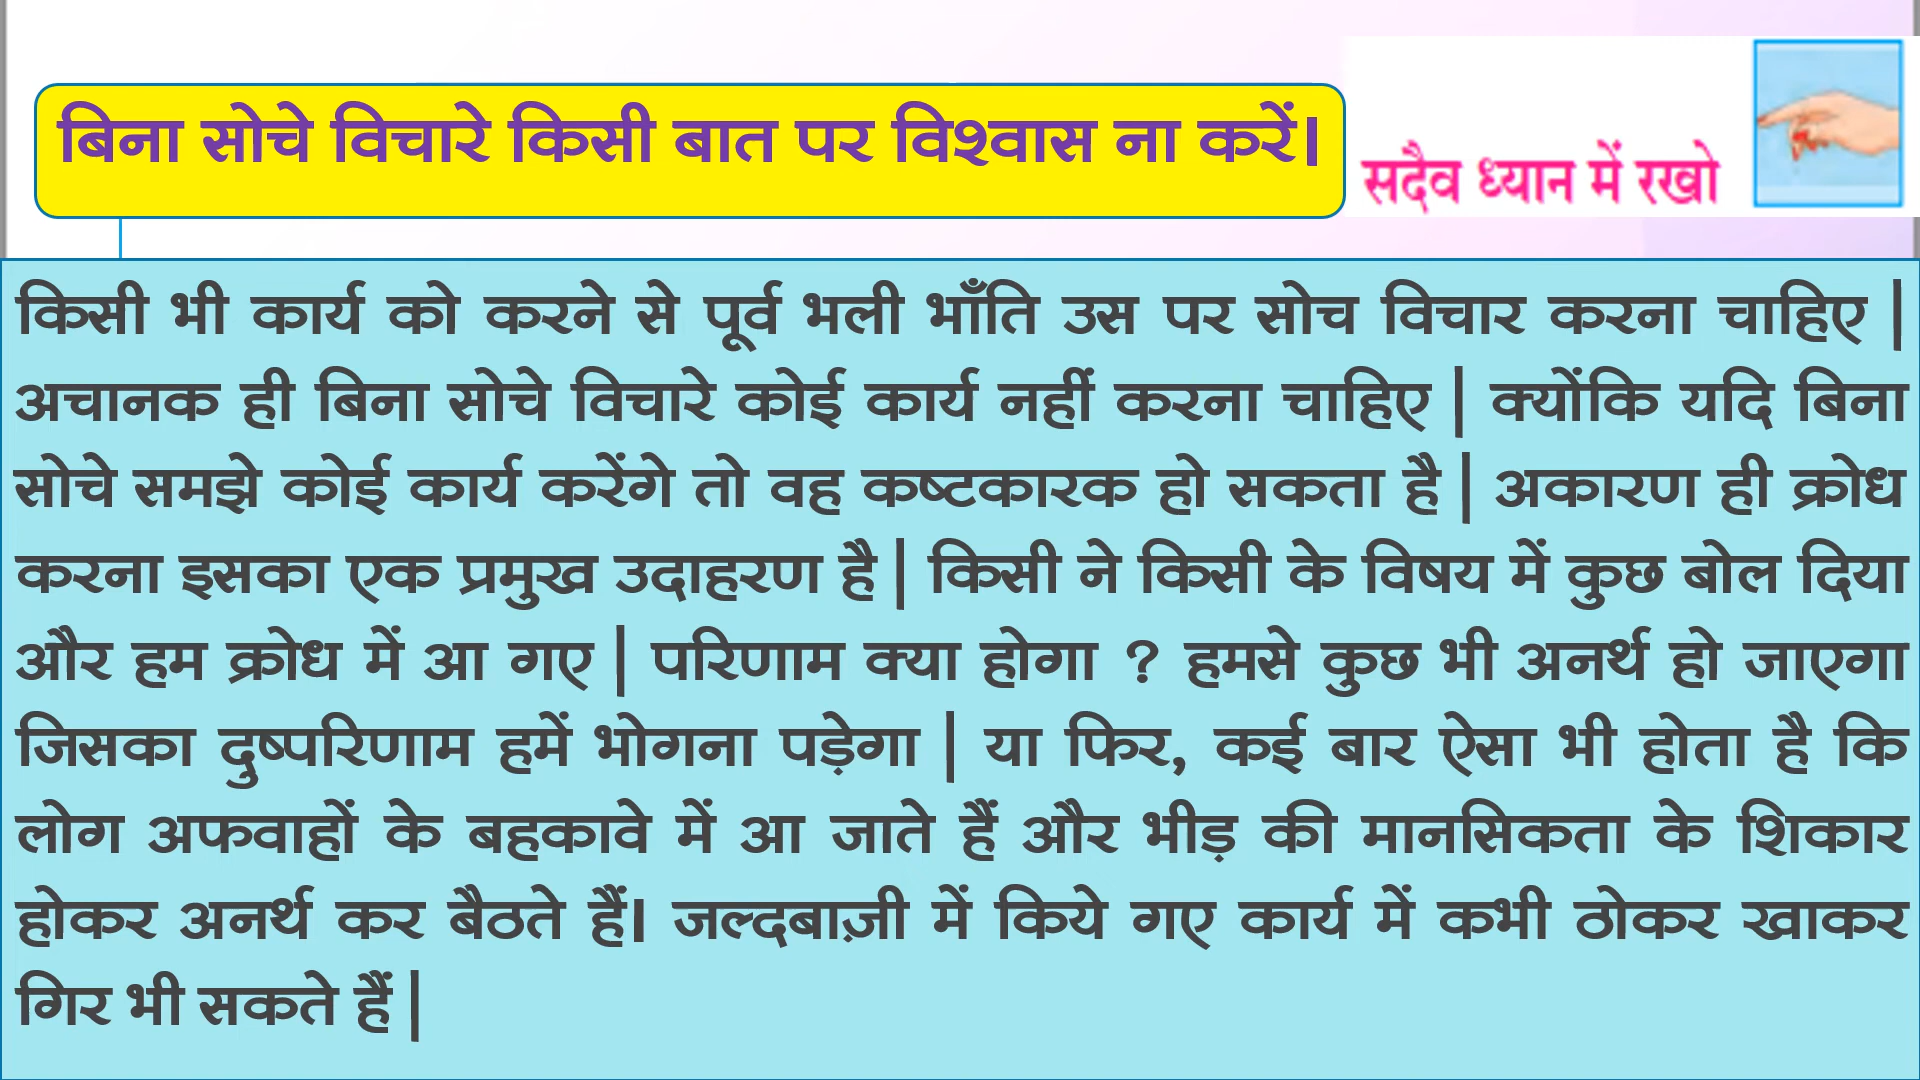 बिना सोचे विचारे किसी बात पर विश्वास ना करें।
सदैव ध्यान में रखो
किसी भी कार्य को करने से पूर्व भली भाँति उस पर सोच विचार करना चाहिए |
अचानक ही बिना सोचे विचारे कोई कार्य नहीं करना चाहिए | क्योंकि यदि बिना
सोचे समझे कोई कार्य करेंगे तो वह कष्टकारक हो सकता है | अकारण ही क्रोध
करना इसका एक प्रमुख उदाहरण है | किसी ने किसी के विषय में कुछ बोल दिया
और हम क्रोध में आ गए | परिणाम क्या होगा ? हमसे कुछ भी अनर्थ हो जाएगा
जिसका दुष्परिणाम हमें भोगना पड़ेगा | या फिर, कई बार ऐसा भी होता है कि
लोग अफवाहों के बहकावे में आ जाते हैं और भीड़ की मानसिकता के शिकार
होकर अनर्थ कर बैठते हैं। जल्दबाज़ी में किये गए कार्य में कभी ठोकर खाकर
गिर भी सकते हैं |